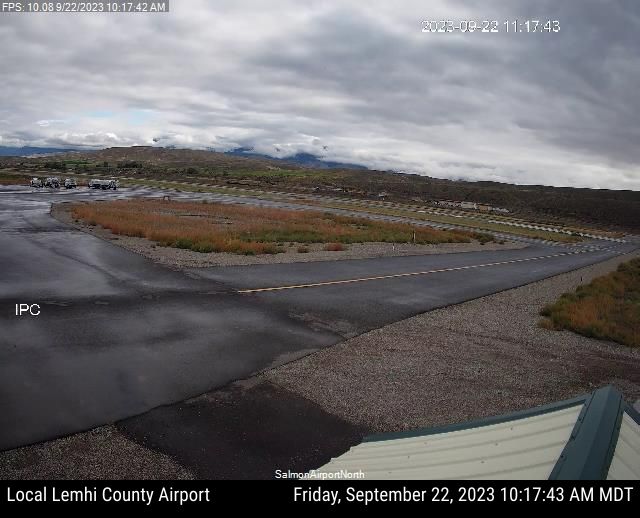 FPS: 10.08 9/22/2023 10:17:42 AM
2023-09-22 11:17:43
IPC
SalmonAirportNorth
Local Lemhi County Airport
Friday, September 22, 2023 10:17:43 AM MDT